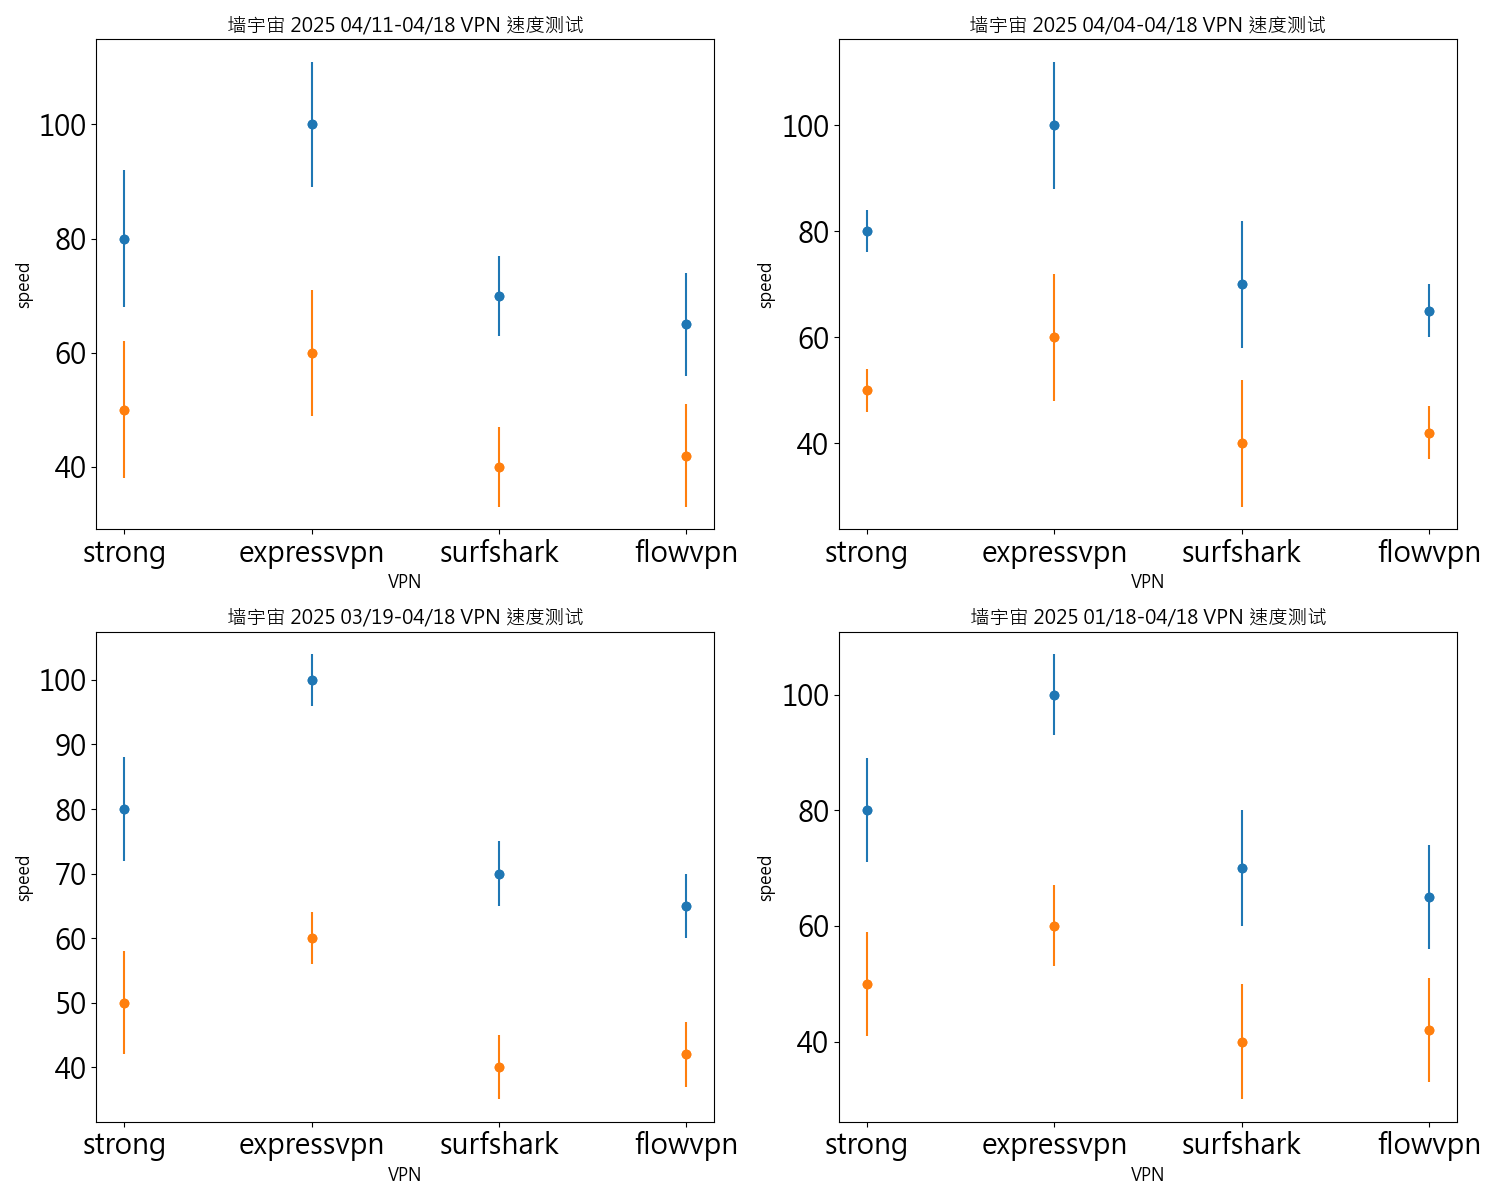 墙宇宙 2025 04/11-04/18 VPN 速度测试
100
80
60
40
speed
strong expressvpn surfshark flowvpn
VPN
墙宇宙 2025 04/04-04/18 VPN 速度测试
100
80
60
40
speed
strong expressvpn surfshark flowvpn
VPN
墙宇宙 2025 03/19-04/18 VPN 速度测试
100
90
80
70
60
50
40
speed
strong expressvpn surfshark flowvpn
VPN
墙宇宙 2025 01/18-04/18 VPN 速度测试
100
80
60
40
speed
strong expressvpn surfshark flowvpn
VPN